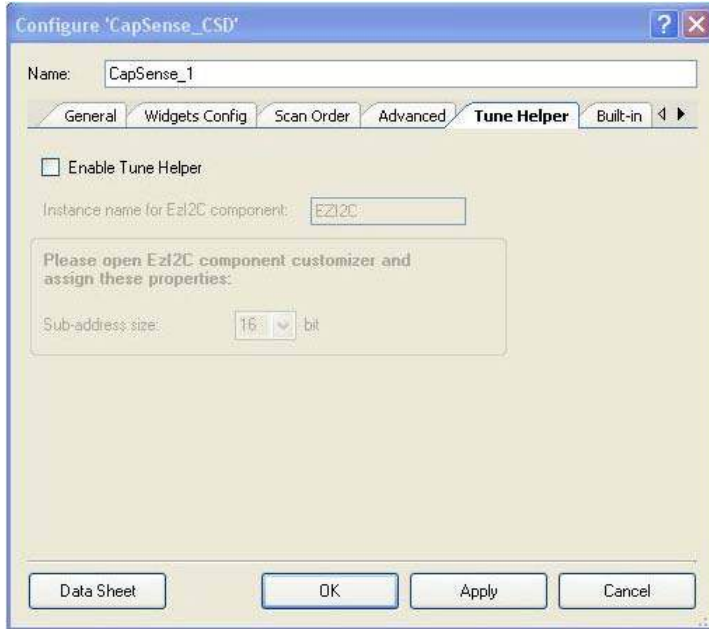 Configure 'CapSense_CSD'
Name: CapSense_1
General Widgets Config Scan Order Advanced Tune Helper Built-in
Enable Tune Helper
Instance name for EzI2C component: EZI2C
Please open EzI2C component customizer and
assign these properties:
Sub-address size: 16 bit
Data Sheet OK Apply Cancel